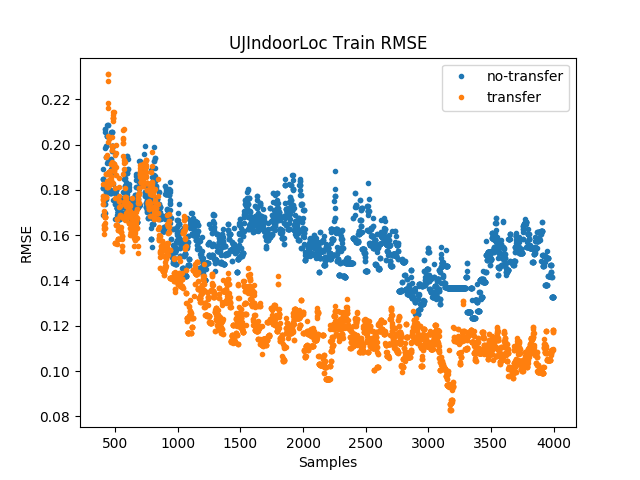 UJIndoorLoc Train RMSE
no-transfer
transfer
RMSE
0.22
0.20
0.18
0.16
0.14
0.12
0.10
0.08
500 1000 1500 2000 2500 3000 3500 4000
Samples